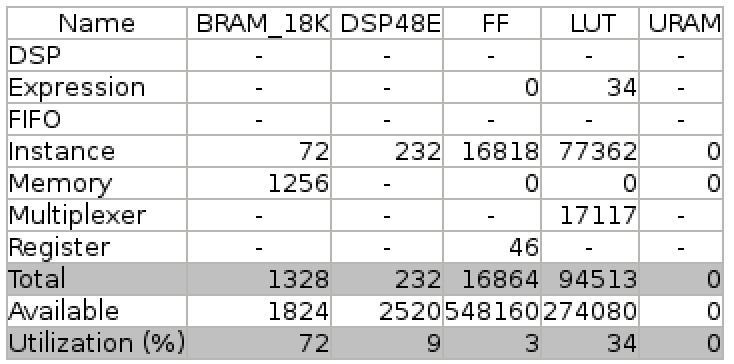 Name BRAM_18K DSP48E FF LUT URAM
DSP - - - - -
Expression - - 0 34 -
FIFO - - - - -
Instance 72 232 16818 77362 0
Memory 1256 - 0 0 0
Multiplexer - - - 17117 -
Register - - 46 - -
Total 1328 232 16864 94513 0
Available 1824 2520 548160 274080 0
Utilization (%) 72 9 3 34 0